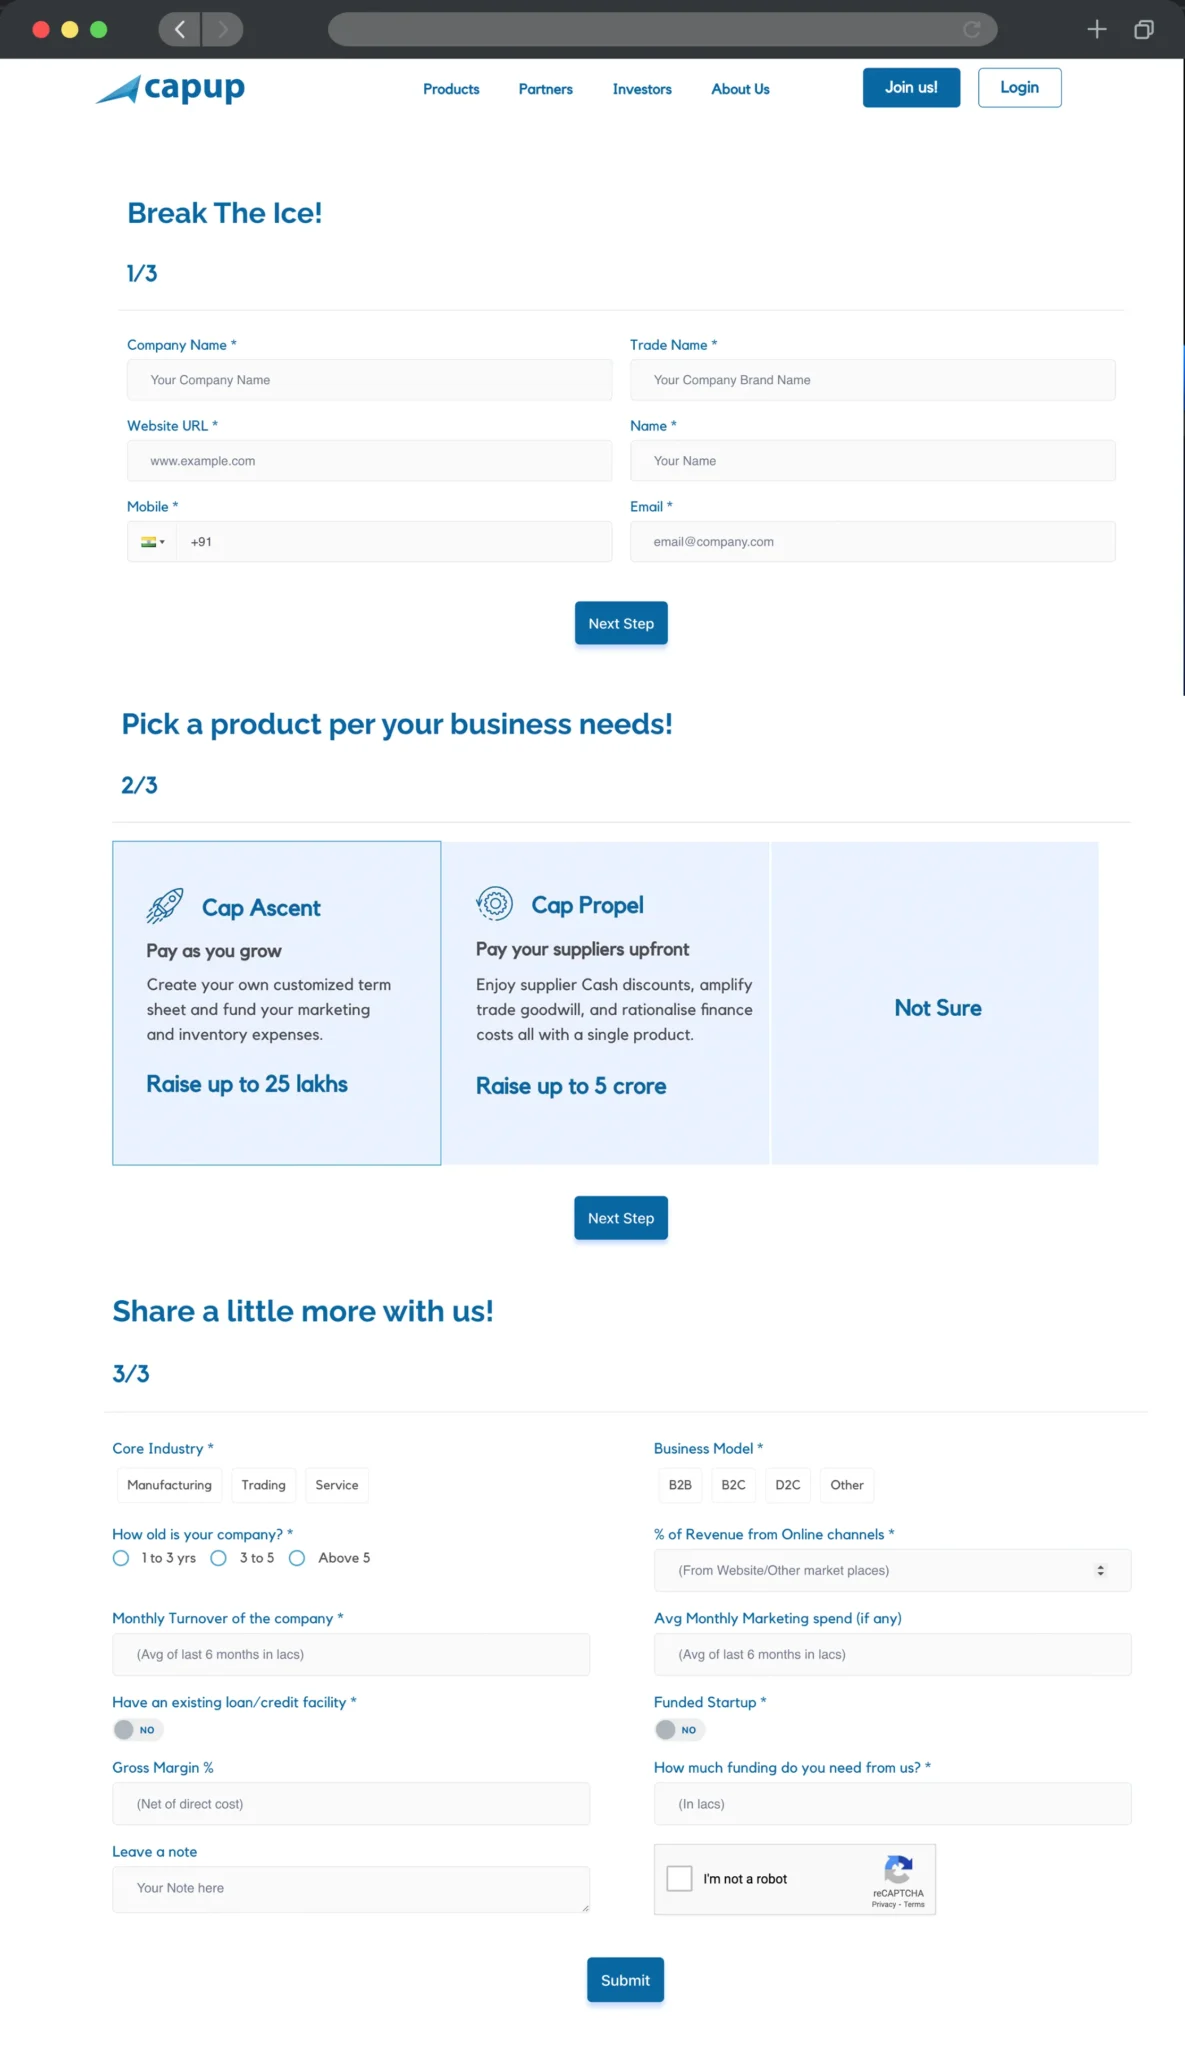 capup
Products Partners Investors About Us Join us! Login
Break The Ice!
1/3
Company Name * Trade Name *
Your Company Name Your Company Brand Name
Website URL * Name *
www.example.com Your Name
Mobile * Email *
+91 email@company.com
Next Step
Pick a product per your business needs!
2/3
Cap Ascent
Pay as you grow
Create your own customized term
sheet and fund your marketing
and inventory expenses.
Raise up to 25 lakhs
Cap Propel
Pay your suppliers upfront
Enjoy supplier Cash discounts, amplify
trade goodwill, and rationalise finance
costs all with a single product.
Raise up to 5 crore
Not Sure
Next Step
Share a little more with us!
3/3
Core Industry * Business Model *
Manufacturing Trading Service B2B B2C D2C Other
How old is your company? * % of Revenue from Online channels *
1 to 3 yrs 3 to 5 Above 5 (From Website/Other market places)
Monthly Turnover of the company * Avg Monthly Marketing spend (if any)
(Avg of last 6 months in lacs) (Avg of last 6 months in lacs)
Have an existing loan/credit facility * Funded Startup *
NO NO
Gross Margin % How much funding do you need from us? *
(Net of direct cost) (In lacs)
Leave a note
Your Note here
I'm not a robot
reCAPTCHA
Privacy - Terms
Submit